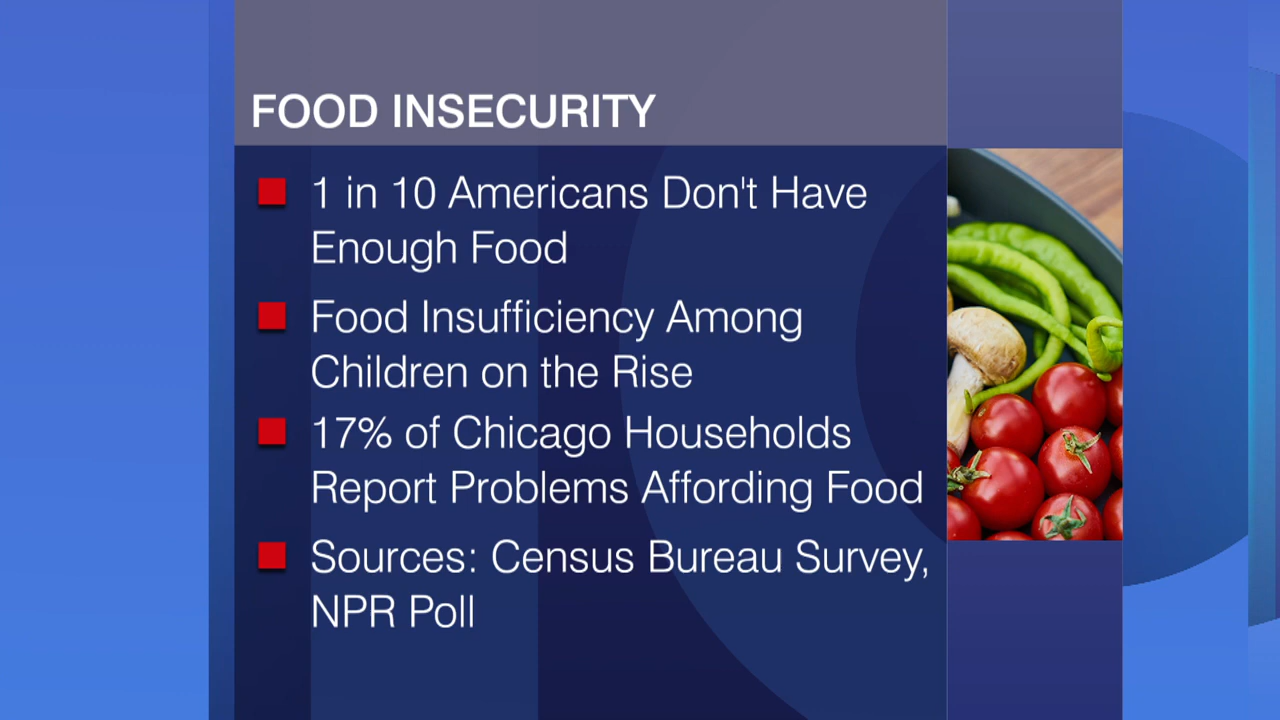 FOOD INSECURITY
1 in 10 Americans Don't Have
Enough Food
Food Insufficiency Among
Children on the Rise
17% of Chicago Households
Report Problems Affording Food
Sources: Census Bureau Survey,
NPR Poll